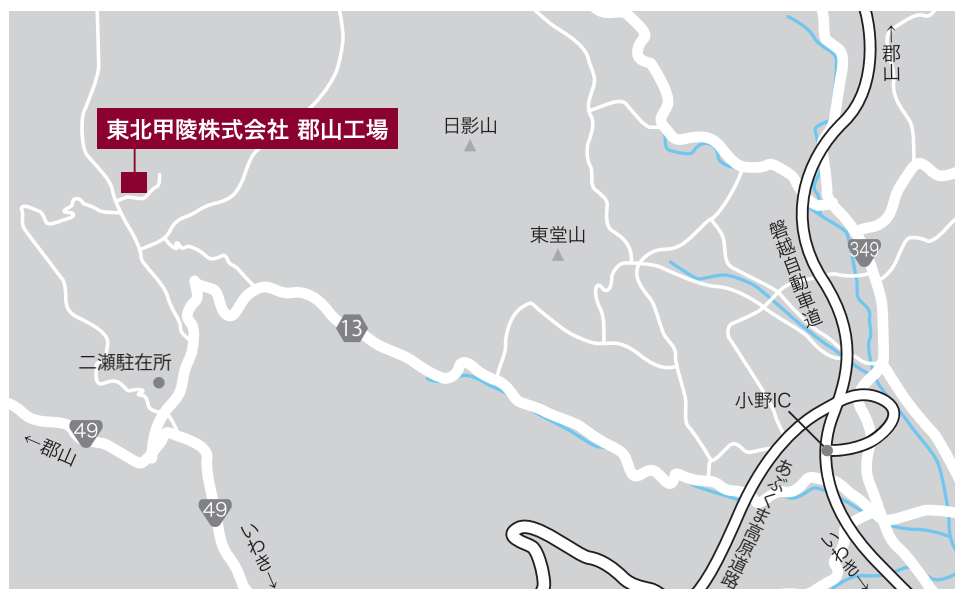 ←郡山
東北甲陵株式会社 郡山工場
日影山
東堂山
磐越自動車道
349
13
二瀬駐在所
小野IC
49
←郡山
49
いわき→
あぶくま高原道路
いわき→